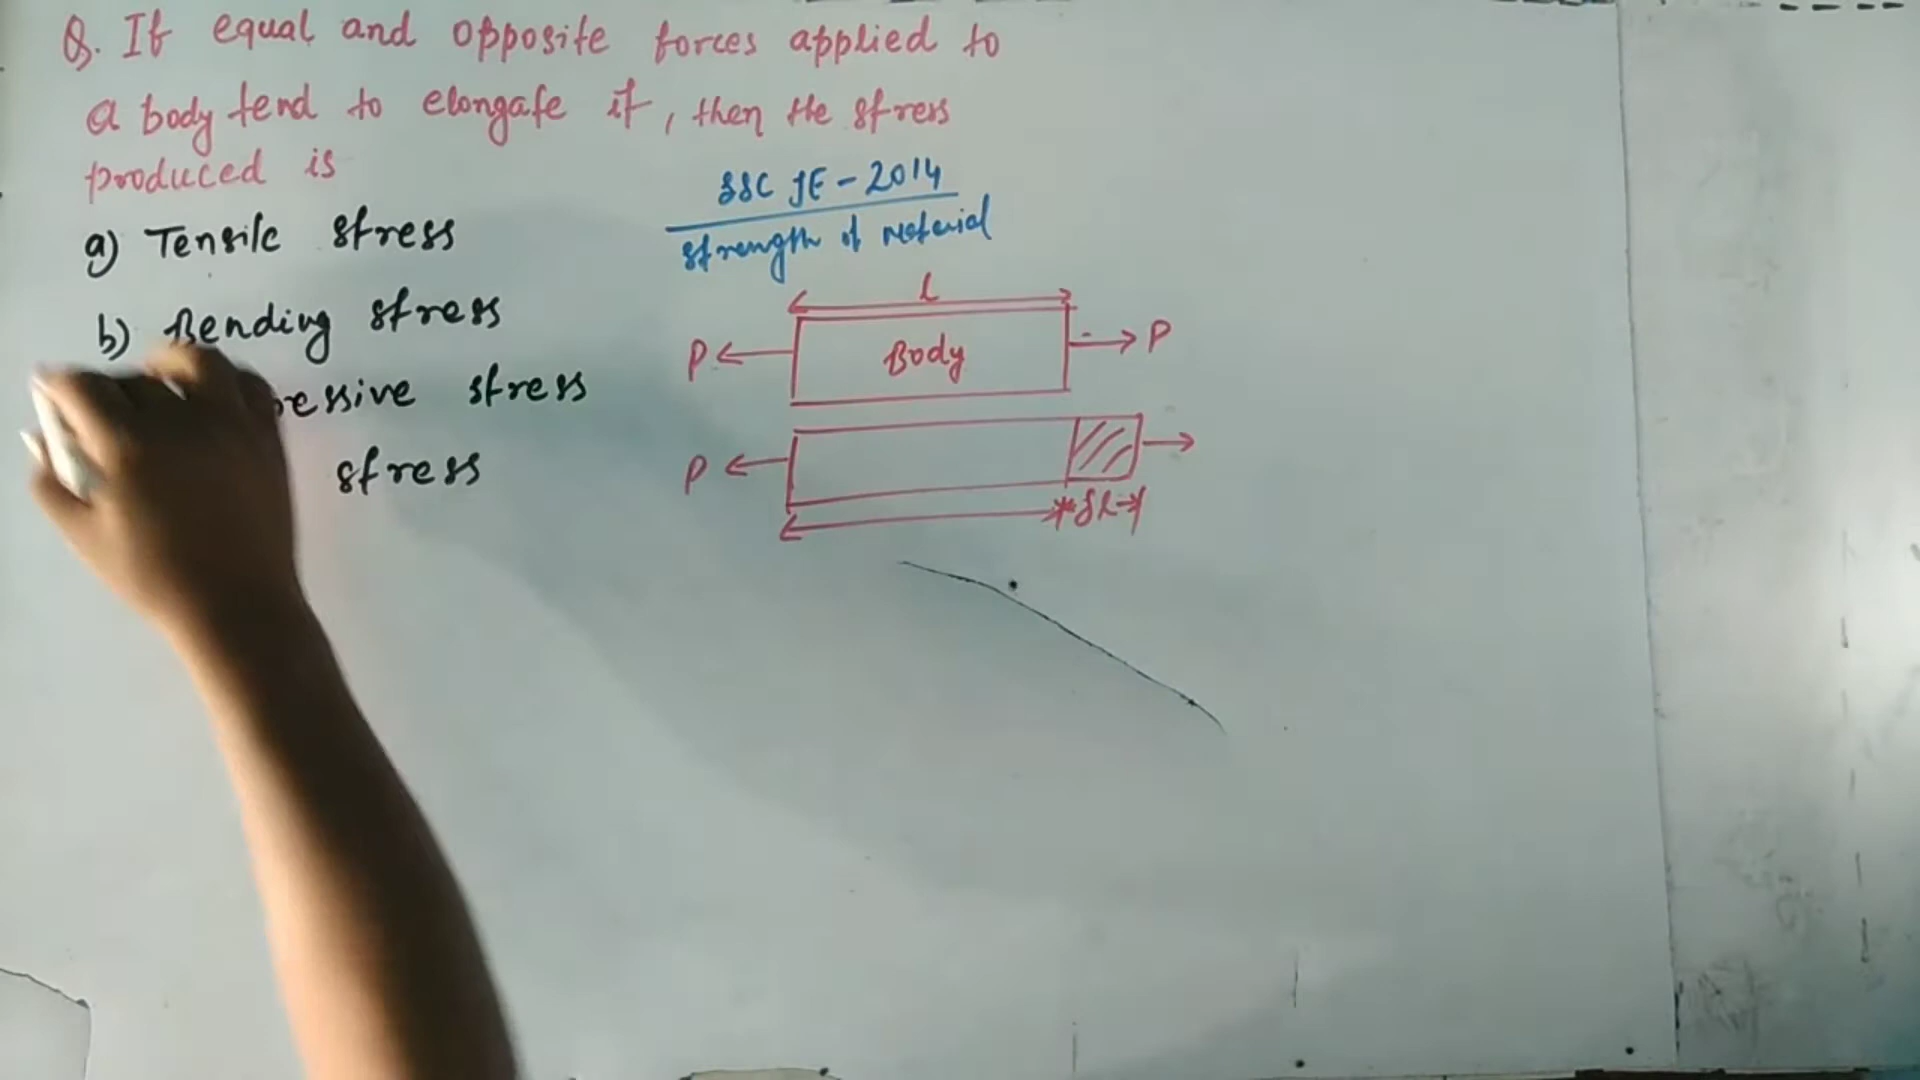 Q. If equal and opposite forces applied to
a body tend to elongate it, then the stress
produced is
SSC JE - 2014
strength of material
a) Tensile stress
b) Bending stress
essive stress
stress
L
P Body P
P
δL